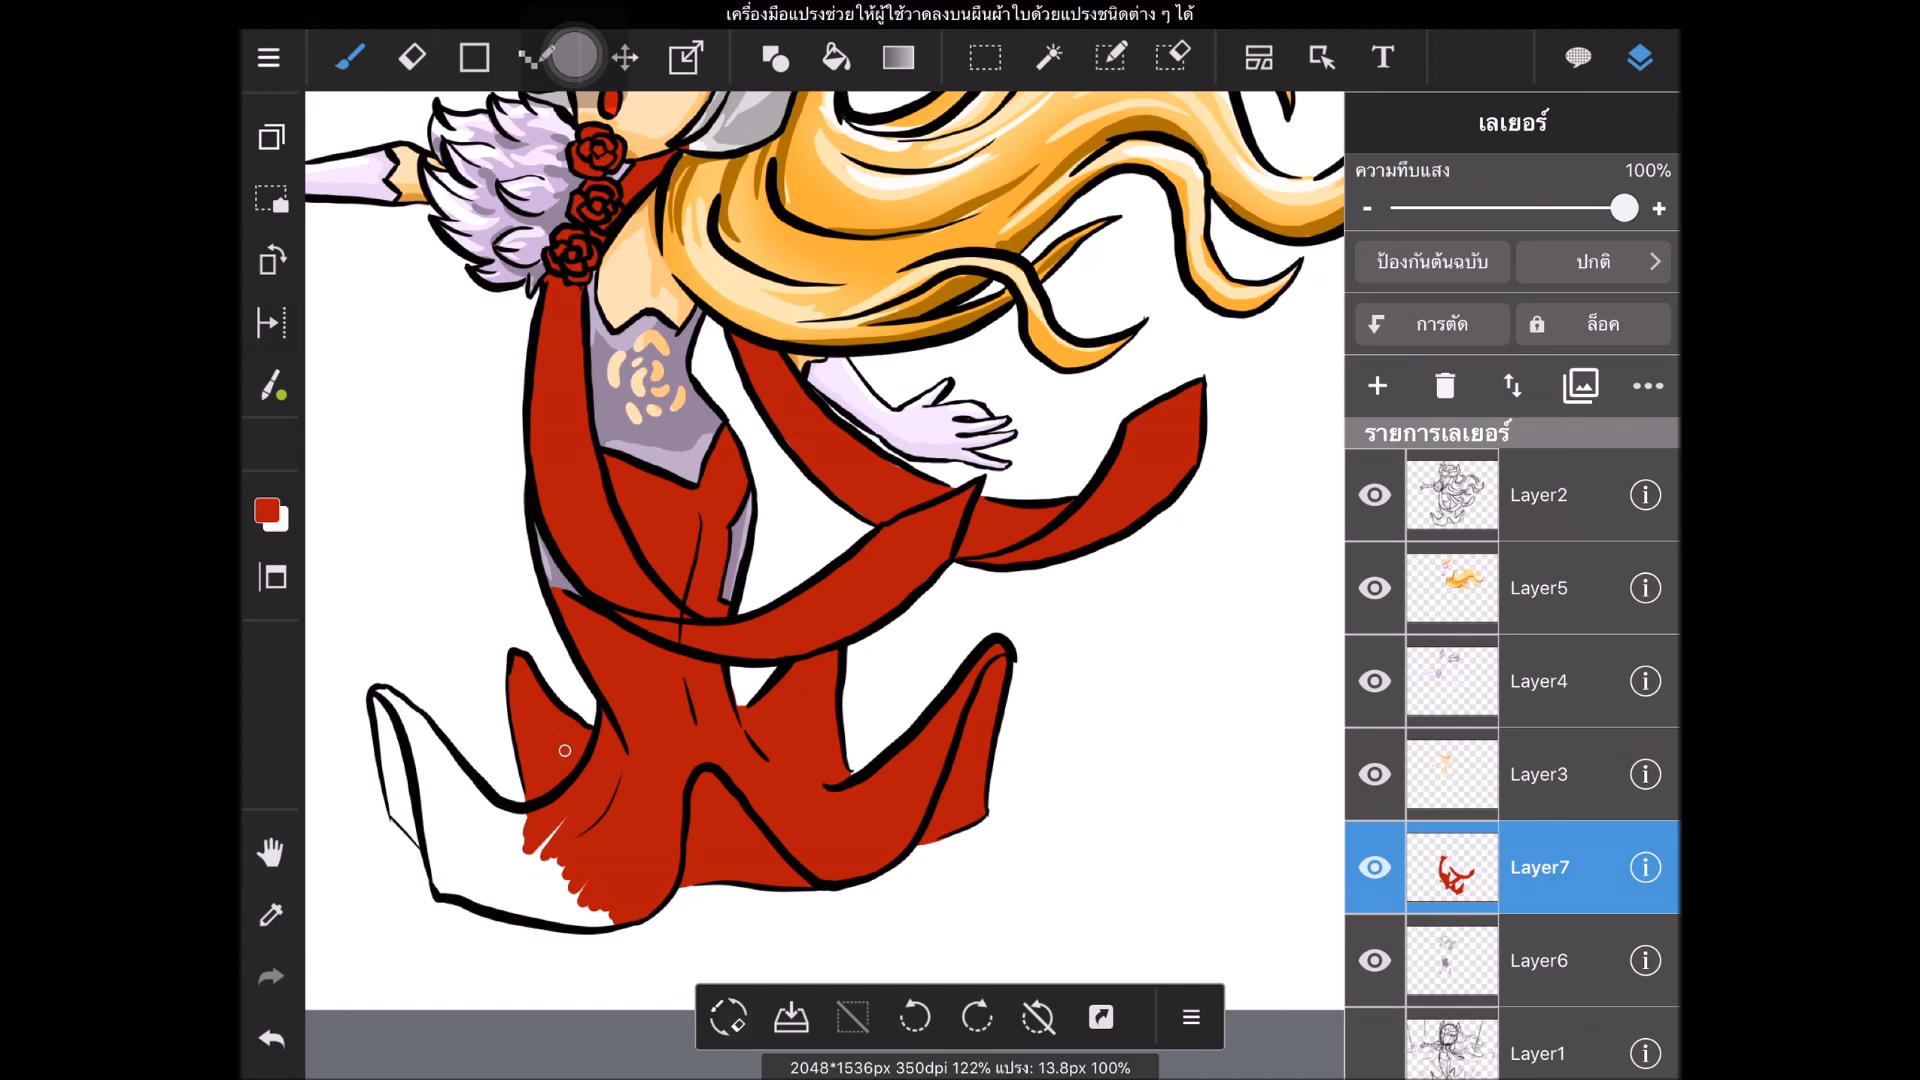 เครื่องมือแปรงช่วยให้ผู้ใช้วาดลงบนผืนผ้าใบด้วยแปรงชนิดต่าง ๆ ได้
เลเยอร์
ความทึบแสง 100%
ป้องกันต้นฉบับ ปกติ
การตัด ล็อค
รายการเลเยอร์
Layer2
Layer5
Layer4
Layer3
Layer7
Layer6
Layer1
2048*1536px 350dpi 122% แปรง: 13.8px 100%